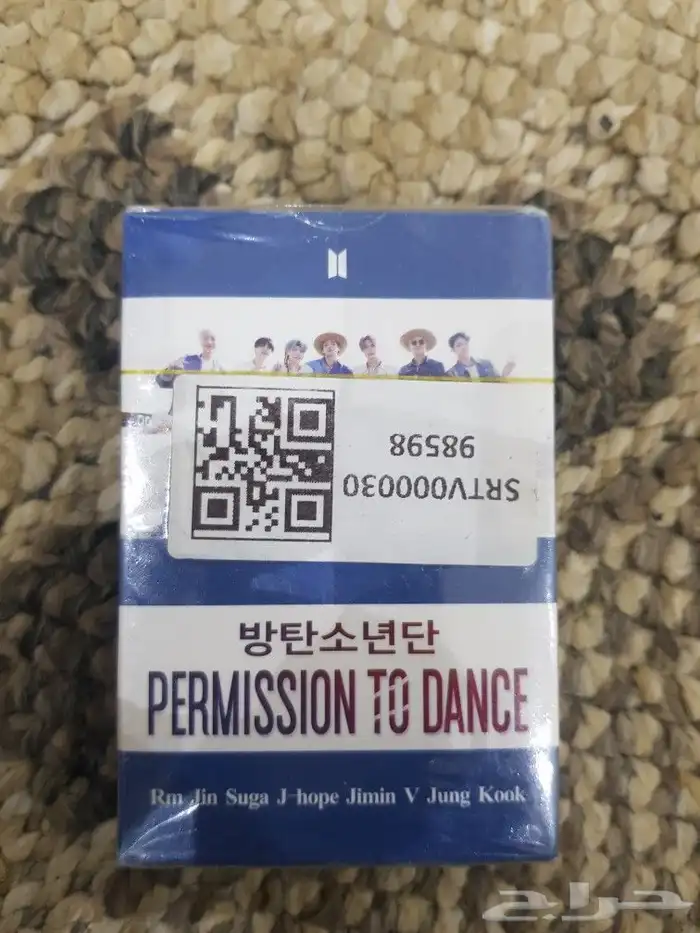 SRTV000030
98598
방탄소년단
PERMISSION TO DANCE
Rm Jin Suga J-hope Jimin V Jung Kook
حراج